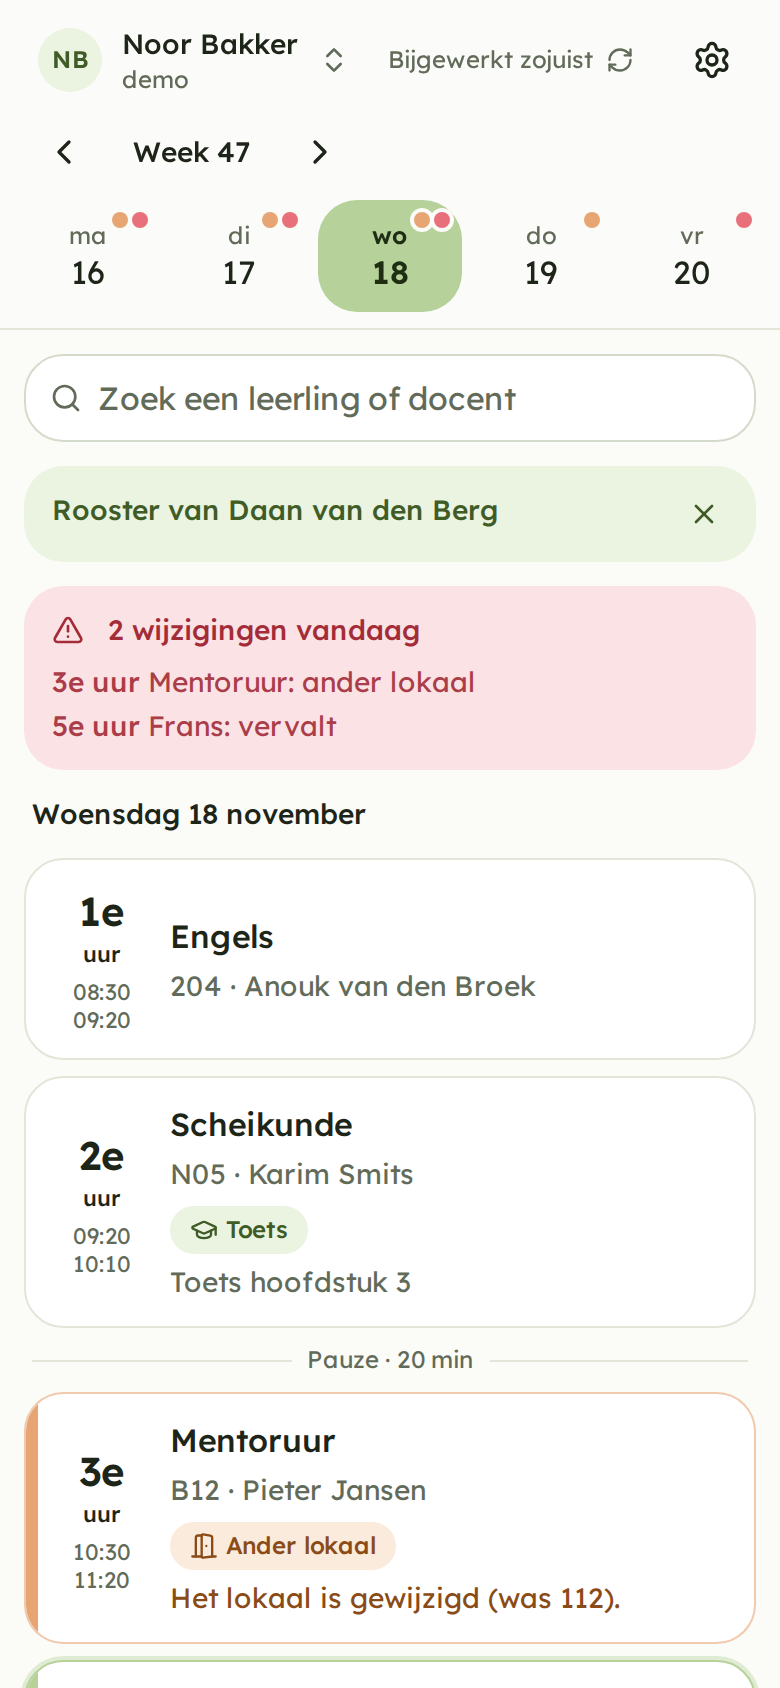 NB
Noor Bakker
demo
Bijgewerkt zojuist
Week 47
ma
16
di
17
wo
18
do
19
vr
20
Zoek een leerling of docent
Rooster van Daan van den Berg
2 wijzigingen vandaag
3e uur Mentoruur: ander lokaal
5e uur Frans: vervalt
Woensdag 18 november
1e
uur
08:30
09:20
Engels
204 · Anouk van den Broek
2e
uur
09:20
10:10
Scheikunde
N05 · Karim Smits
Toets
Toets hoofdstuk 3
Pauze · 20 min
3e
uur
10:30
11:20
Mentoruur
B12 · Pieter Jansen
Ander lokaal
Het lokaal is gewijzigd (was 112).